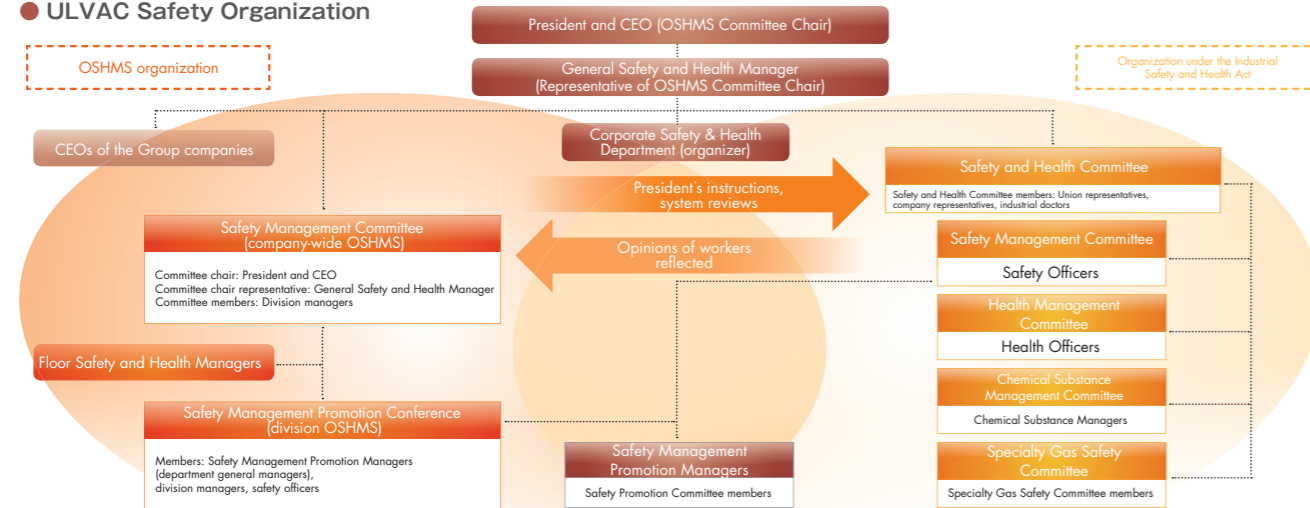 ULVAC Safety Organization
President and CEO (OSHMS Committee Chair)
OSHMS organization
General Safety and Health Manager
(Representative of OSHMS Committee Chair)
Organization under the Industrial
Safety and Health Act
CEOs of the Group companies
Corporate Safety & Health
Department (organizer)
Safety and Health Committee
Safety and Health Committee members: Union representatives,
company representatives, industrial doctors
President's instructions,
system reviews
Safety Management Committee
(company-wide OSHMS)
Committee chair: President and CEO
Committee chair representative: General Safety and Health Manager
Committee members: Division managers
Opinions of workers
reflected
Safety Management Committee
Safety Officers
Health Management
Committee
Health Officers
Floor Safety and Health Managers
Chemical Substance
Management Committee
Chemical Substance Managers
Safety Management Promotion Conference
(division OSHMS)
Members: Safety Management Promotion Managers
(department general managers),
division managers, safety officers
Safety Management
Promotion Managers
Safety Promotion Committee members
Specialty Gas Safety
Committee
Specialty Gas Safety Committee members